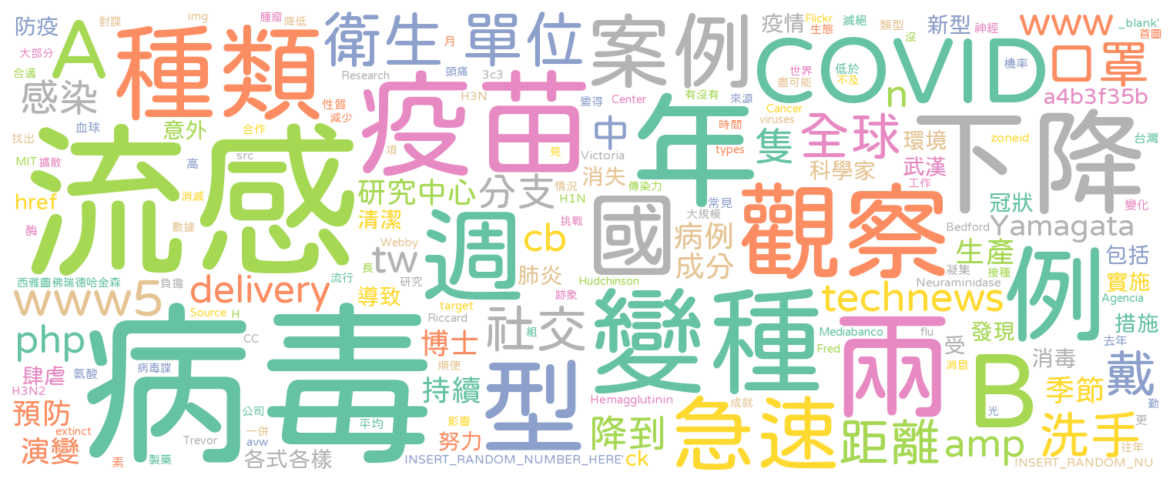 防疫 對謀 img 腫瘤 降低 疫情 Flickr 滅絕 類型 新型 神經 www _blank'
大部分 A 種類 衛生 單位 案例 生態 沒 首圖
合適 月 COVID 機率 口罩
感染 Research 頭痛 3c3 世界 低於
性質 疫苗 H3N 變得 Center 有沒有 來源 盡可能 不及 n a4b3f35b
血球 意外 合作 減少 中 年 Cancer viruses 下降
找出 流感 項 見 時間 隻 全球 環境 zoneid 台灣
MIT 擴散 高 src Victoria types 科學家 武漢
研究中心 分支 消失 工作
href 消滅 情況 H1N 傳染力 常見 觀察 冠狀 變化
酶 數據 清潔 挑戰 國 大規模 Yamagata
Webby tw 週 cb 病例 Bedford
西雅圖佛瑞德哈金森 負擔 長 流行 研究 肺炎 成分 生產 包括
www5 delivery 導致 跡象 Hudchinson 凝集 接種 例 實施
Source H target technews Neuraminidase Agencia
php CC 病毒 Riccard 組 社交 變種 Mediabanco flu 發現 措施
博士 兩 受 去年
肆虐 氨酸 病毒謀 順便 Fred 消息 消毒 戴
H3N2 公司 持續 型 Hemagglutinin B 季節
預防 平均 影響 急速 成就 光 勤
extinct Trevor 一併 努力 降到 距離 amp 洗手 更
演變 素 製藥 avw 各式各樣 INSERT_RANDOM_NUMBER_HERE' ck INSERT_RANDOM_NU 往年